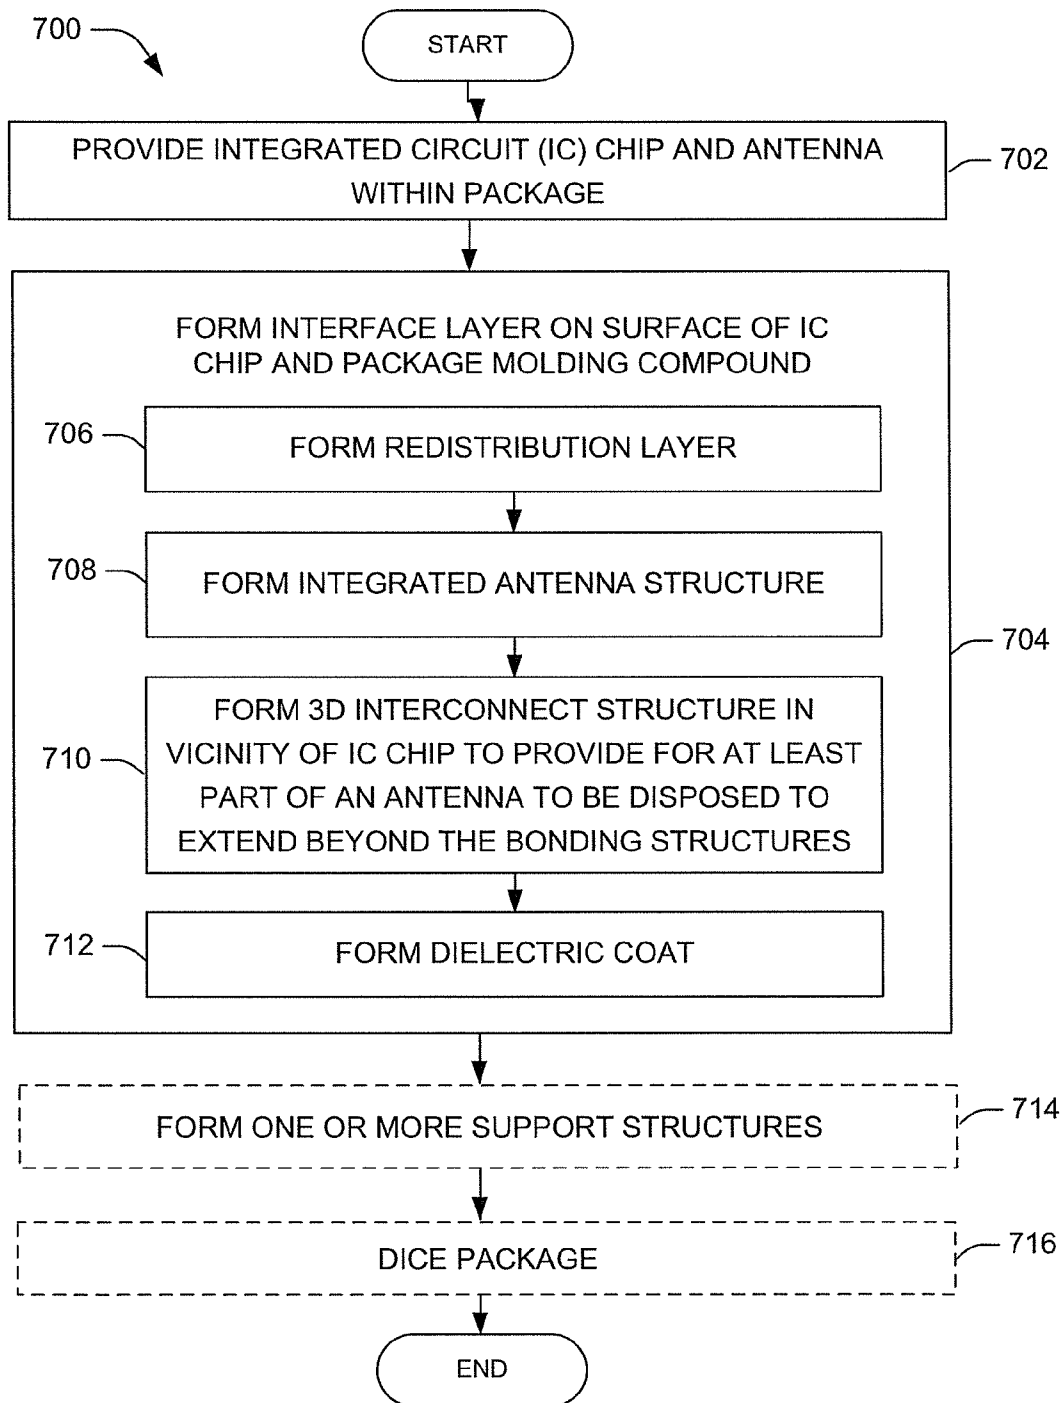 700
START
PROVIDE INTEGRATED CIRCUIT (IC) CHIP AND ANTENNA
WITHIN PACKAGE
702
FORM INTERFACE LAYER ON SURFACE OF IC
CHIP AND PACKAGE MOLDING COMPOUND
706
FORM REDISTRIBUTION LAYER
708
FORM INTEGRATED ANTENNA STRUCTURE
704
710
FORM 3D INTERCONNECT STRUCTURE IN
VICINITY OF IC CHIP TO PROVIDE FOR AT LEAST
PART OF AN ANTENNA TO BE DISPOSED TO
EXTEND BEYOND THE BONDING STRUCTURES
712
FORM DIELECTRIC COAT
FORM ONE OR MORE SUPPORT STRUCTURES
714
DICE PACKAGE
716
END